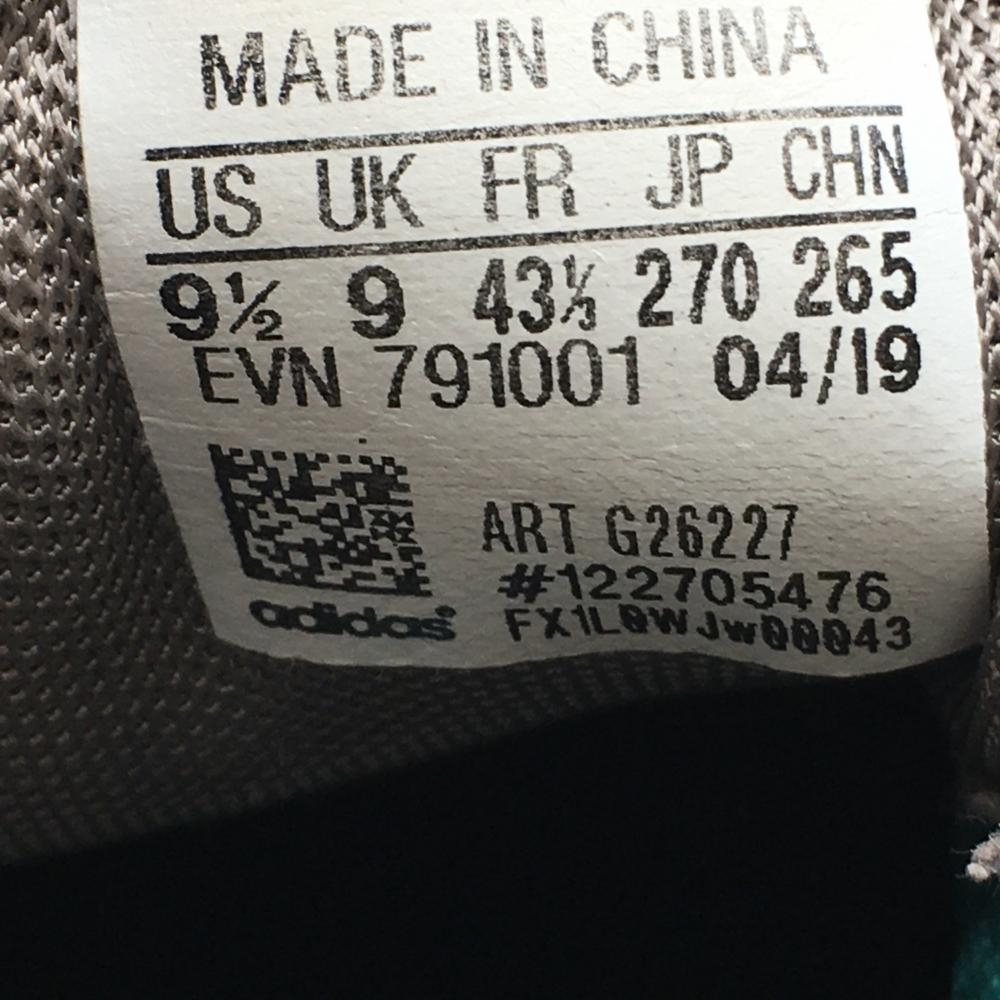 MADE IN CHINA
US UK FR JP CHN
9½ 9 43⅓ 270 265
EVN 791001 04/19
ART G26227
#122705476
adidas® FX1L0WJw00043